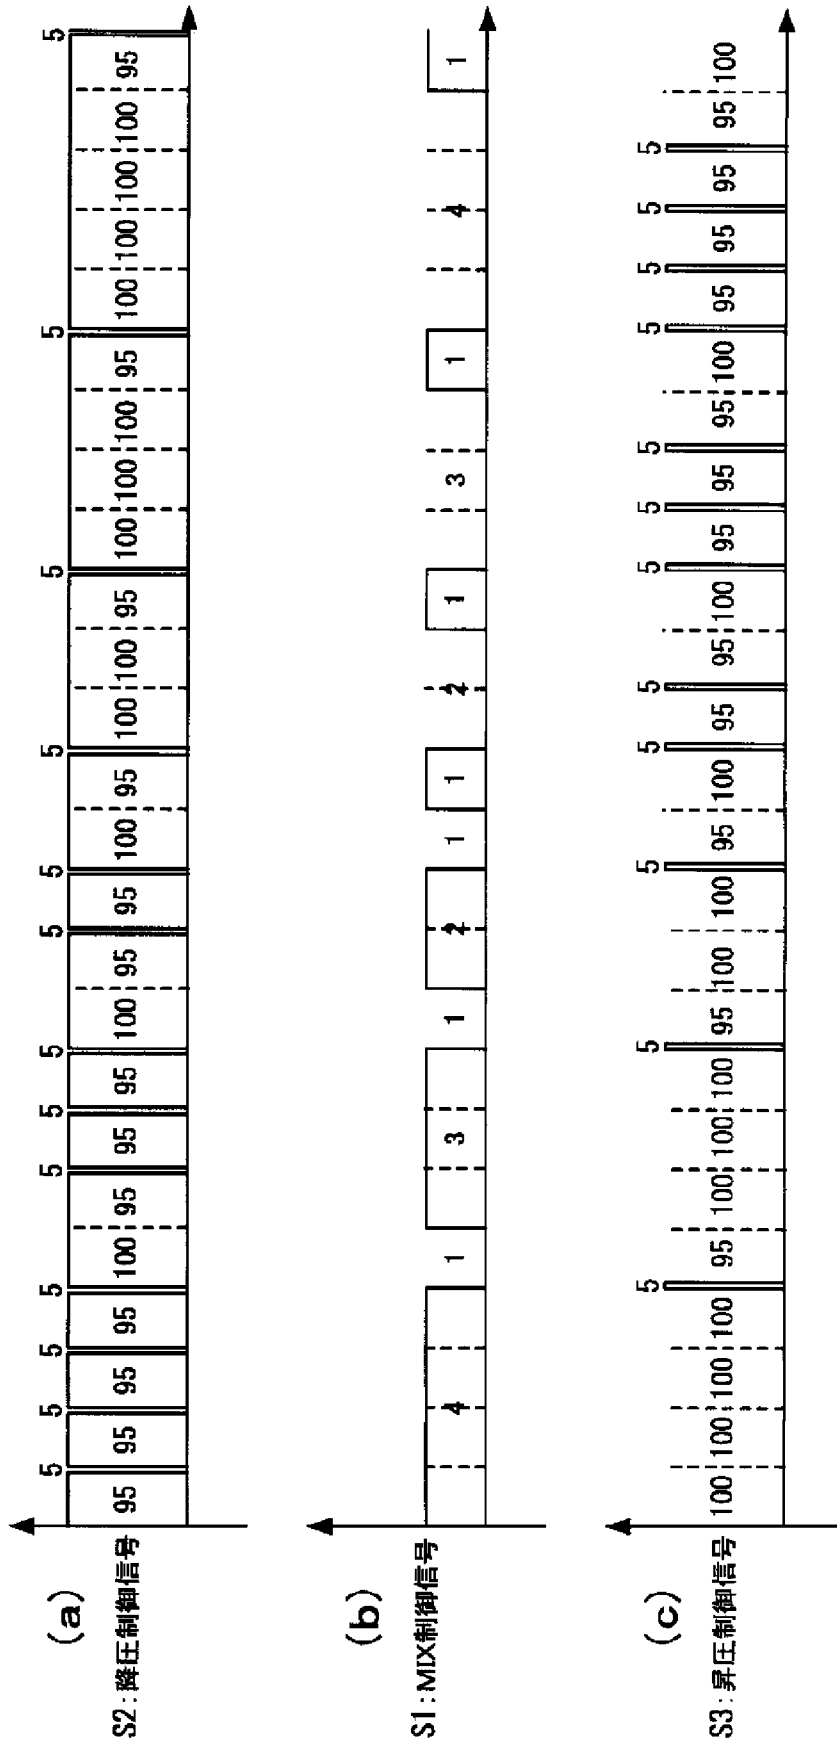 (a)
S2:降圧制御信号
5 5 5 5 5 5 5 5 5 5 5 5 5
95 95 95 95 100 95 95 95 100 95 95 100 95 100 100 95 100 100 100 95 100 100 100 100 95
(b)
S1:MIX制御信号
4 1 3 1 2 1 1 2 1 3 1 4 1
(c)
S3:昇圧制御信号
5 5 5 5 5 5 5 5 5 5 5 5
100 100 100 100 95 100 100 100 95 100 100 95 100 95 95 100 95 95 95 100 95 95 95 95 100